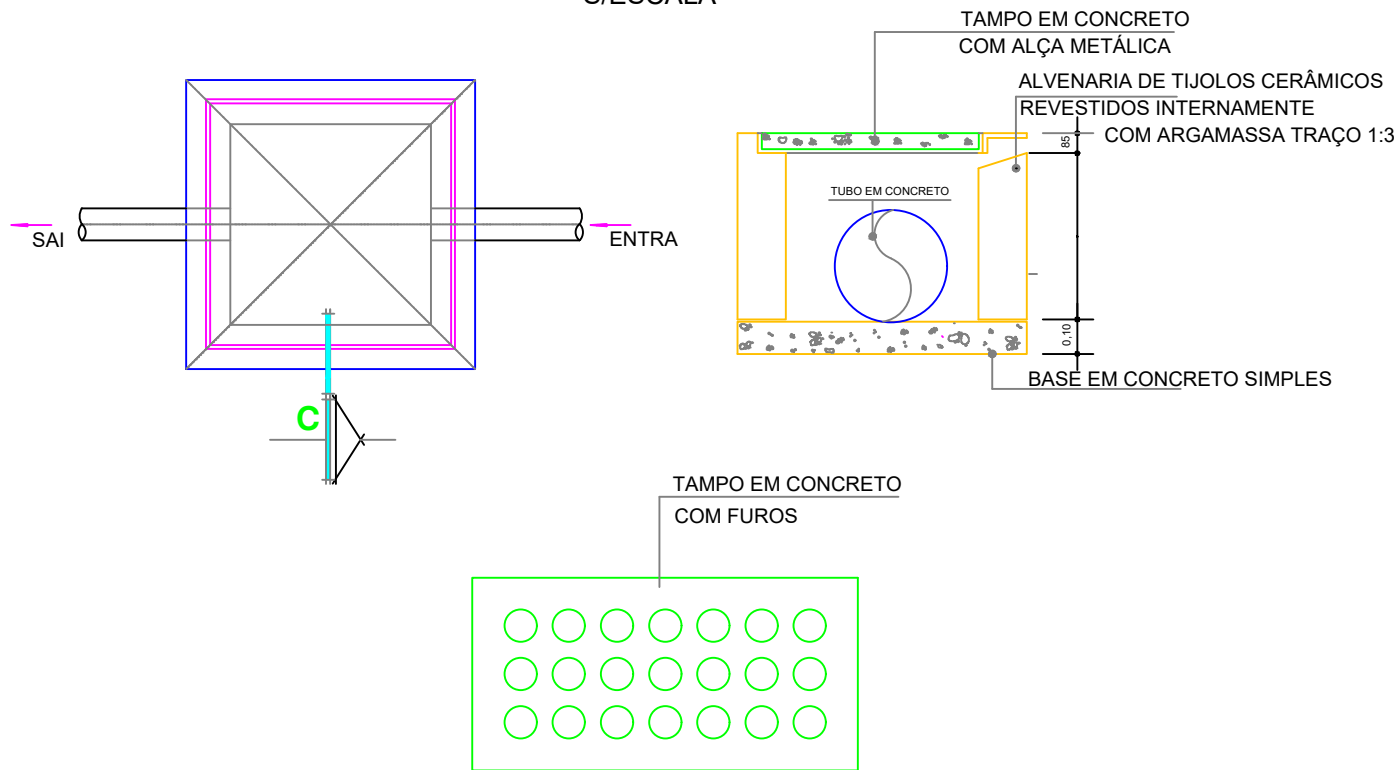 TAMPO EM CONCRETO
COM ALÇA METÁLICA
ALVENARIA DE TIJOLOS CERÂMICOS
REVESTIDOS INTERNAMENTE
COM ARGAMASSA TRAÇO 1:3
85
TUBO EM CONCRETO
SAI
ENTRA
0,10
BASE EM CONCRETO SIMPLES
C
TAMPO EM CONCRETO
COM FUROS